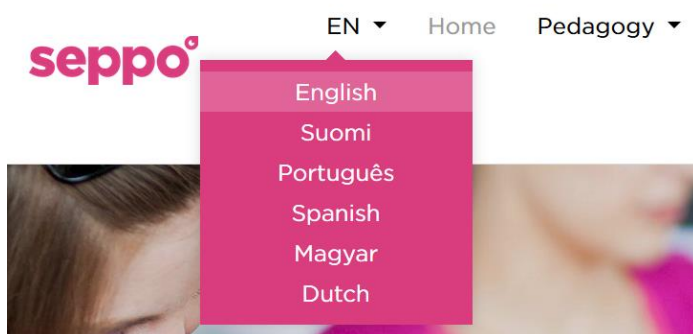 seppo
EN Home Pedagogy
English
Suomi
Português
Spanish
Magyar
Dutch